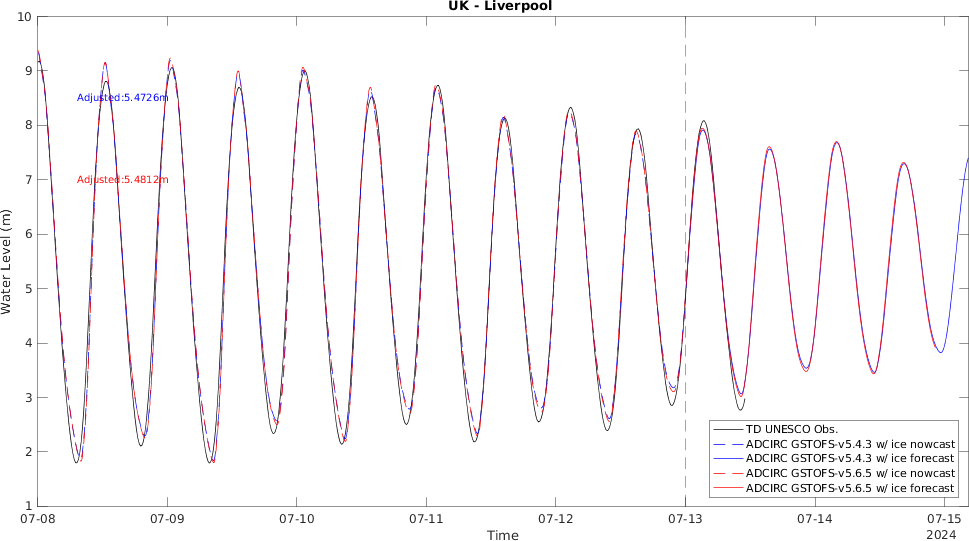 UK - Liverpool
10
9
8
7
6
5
4
3
2
1
Water Level (m)
Adjusted:5.4726m
Adjusted:5.4812m
TD UNESCO Obs.
ADCIRC GSTOFS-v5.4.3 w/ ice nowcast
ADCIRC GSTOFS-v5.4.3 w/ ice forecast
ADCIRC GSTOFS-v5.6.5 w/ ice nowcast
ADCIRC GSTOFS-v5.6.5 w/ ice forecast
07-08 07-09 07-10 07-11 07-12 07-13 07-14 07-15
Time 2024